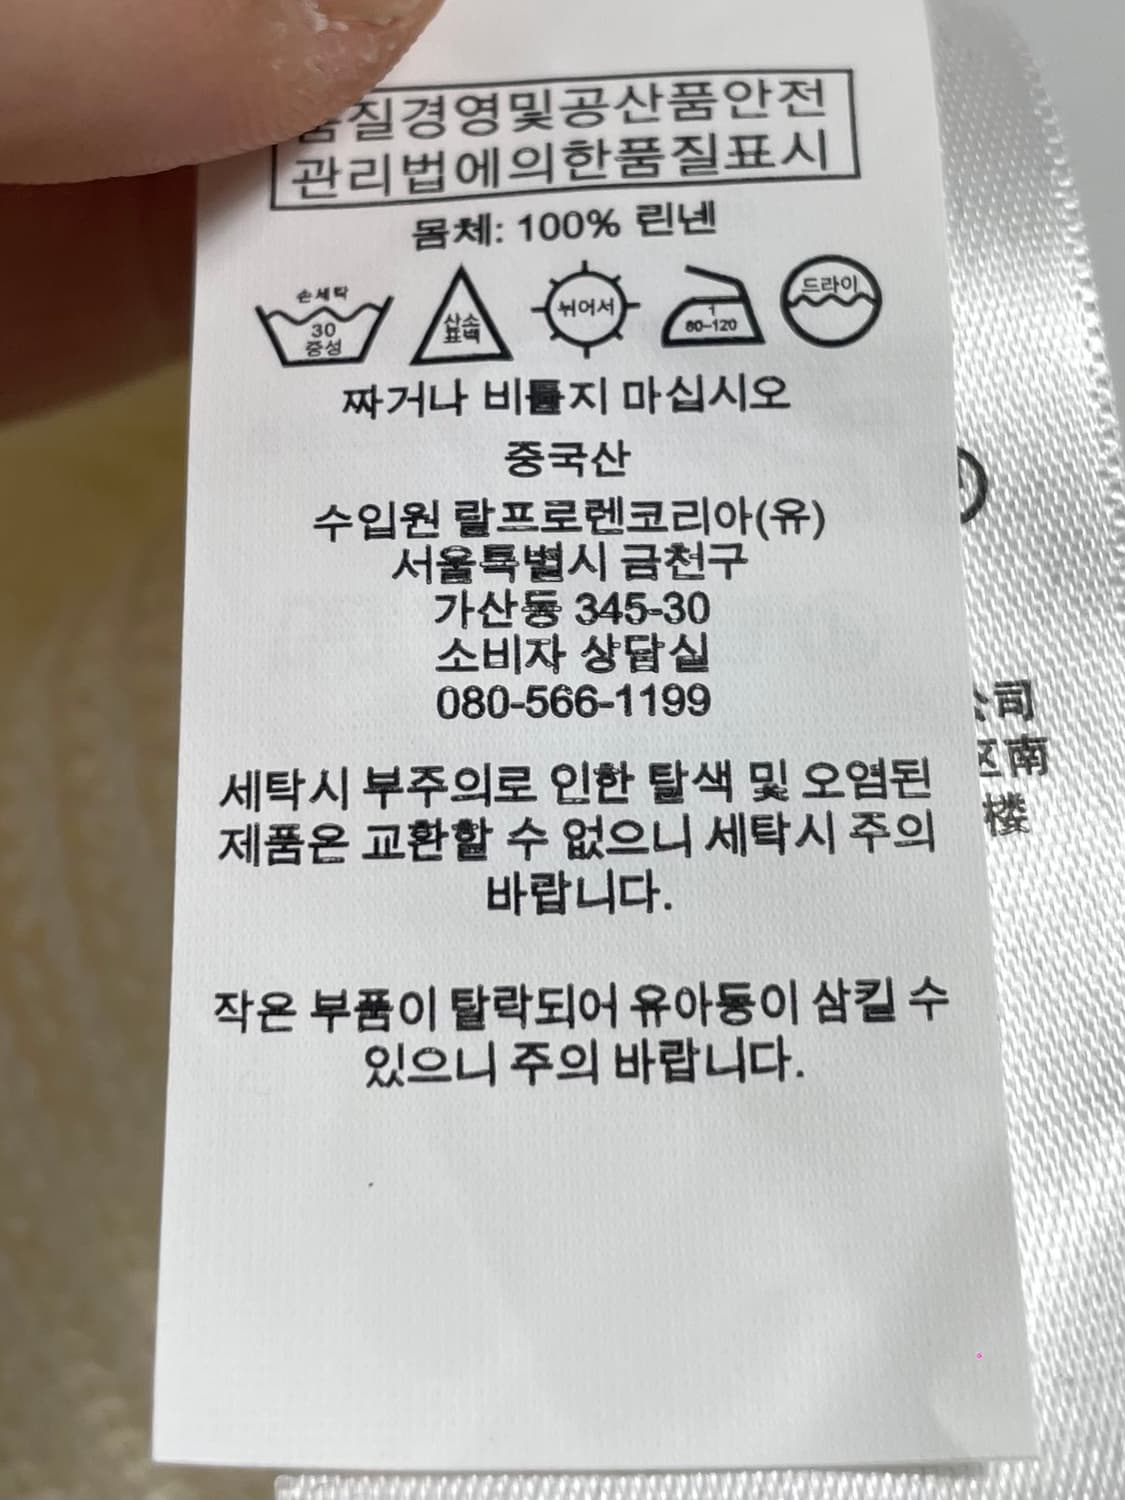 품질경영및공산품안전
관리법에의한품질표시
몸체: 100% 린넨
손세탁
30
중성
산소
표백
뉘어서
1
80-120
드라이
짜거나 비틀지 마십시오
중국산
수입원 랄프로렌코리아(유)
서울특별시 금천구
가산동 345-30
소비자 상담실
080-566-1199
세탁시 부주의로 인한 탈색 및 오염된
제품은 교환할 수 없으니 세탁시 주의
바랍니다.
작은 부품이 탈락되어 유아동이 삼킬 수
있으니 주의 바랍니다.
公司
区南
楼